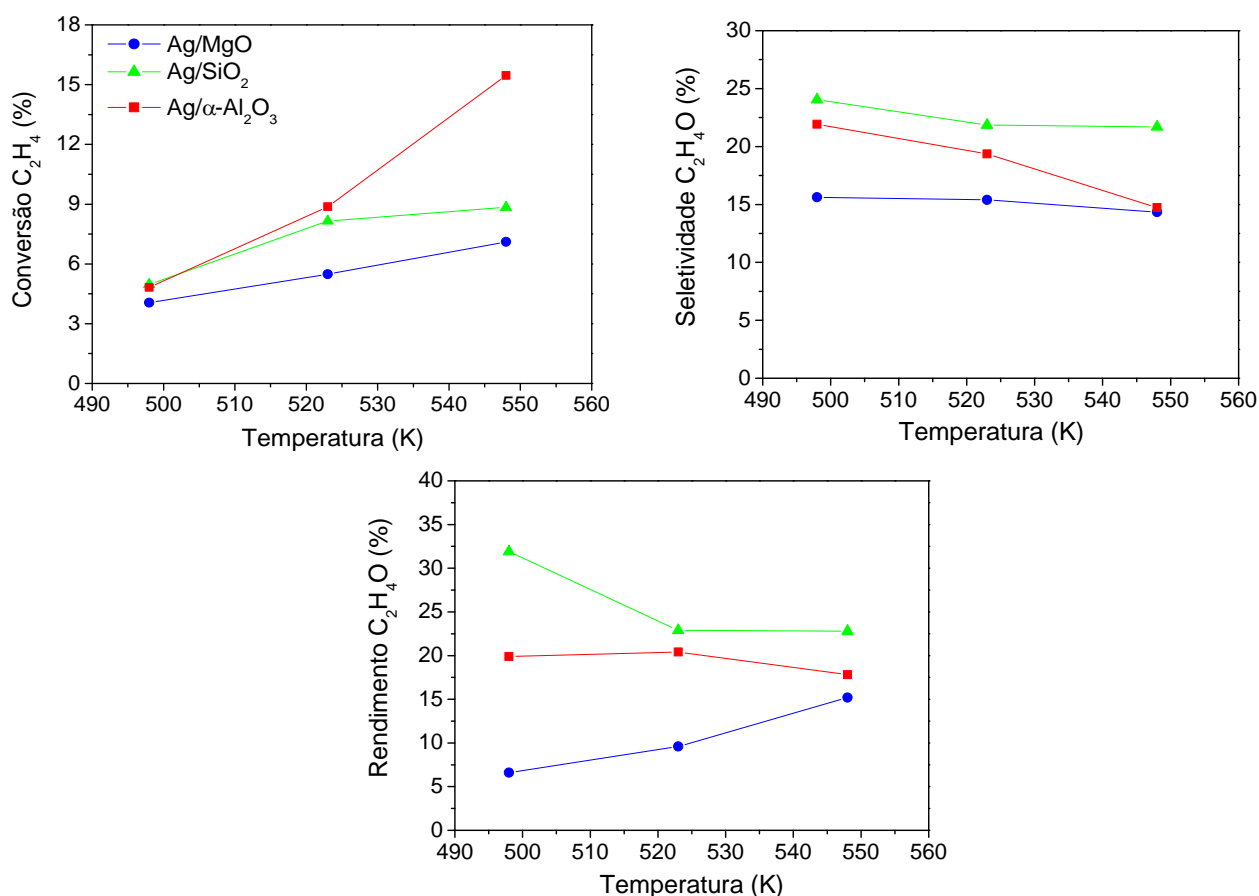 18
15
12
9
6
3
0
Conversão C₂H₄ (%)
Ag/MgO
Ag/SiO₂
Ag/α-Al₂O₃
490 500 510 520 530 540 550 560
Temperatura (K)
30
25
20
15
10
5
0
Seletividade C₂H₄O (%)
490 500 510 520 530 540 550 560
Temperatura (K)
40
35
30
25
20
15
10
5
0
Rendimento C₂H₄O (%)
490 500 510 520 530 540 550 560
Temperatura (K)